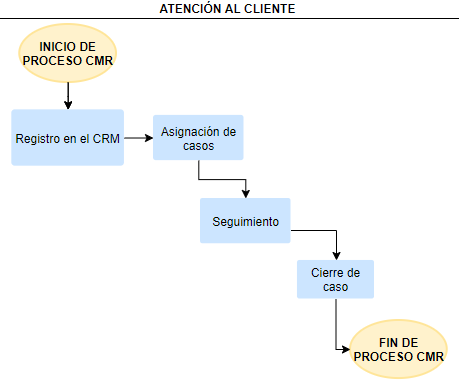 ATENCIÓN AL CLIENTE
INICIO DE
PROCESO CMR
Registro en el CRM
Asignación de
casos
Seguimiento
Cierre de
caso
FIN DE
PROCESO CMR